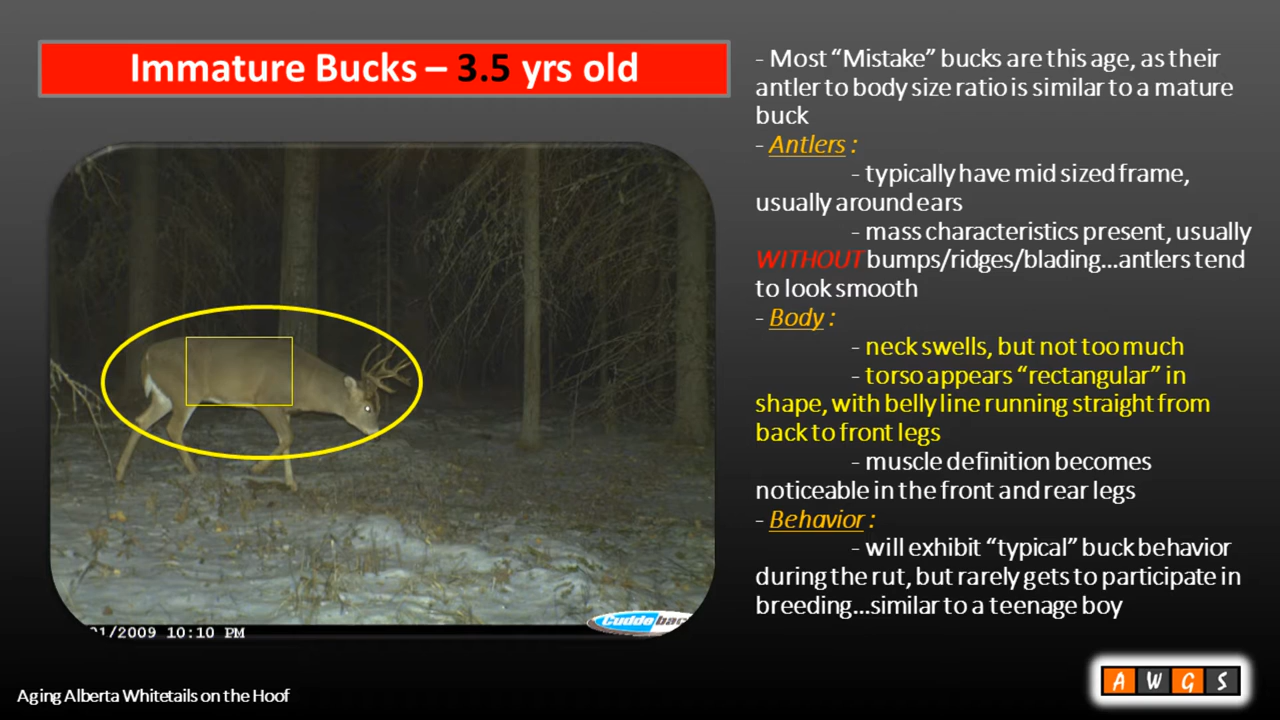 Immature Bucks – 3.5 yrs old
- Most “Mistake” bucks are this age, as their
antler to body size ratio is similar to a mature
buck
- Antlers :
- typically have mid sized frame,
usually around ears
- mass characteristics present, usually
WITHOUT bumps/ridges/blading...antlers tend
to look smooth
- Body :
- neck swells, but not too much
- torso appears “rectangular” in
shape, with belly line running straight from
back to front legs
- muscle definition becomes
noticeable in the front and rear legs
- Behavior :
- will exhibit “typical” buck behavior
during the rut, but rarely gets to participate in
breeding...similar to a teenage boy
/2009 10:10 PM
Aging Alberta Whitetails on the Hoof
A W G S